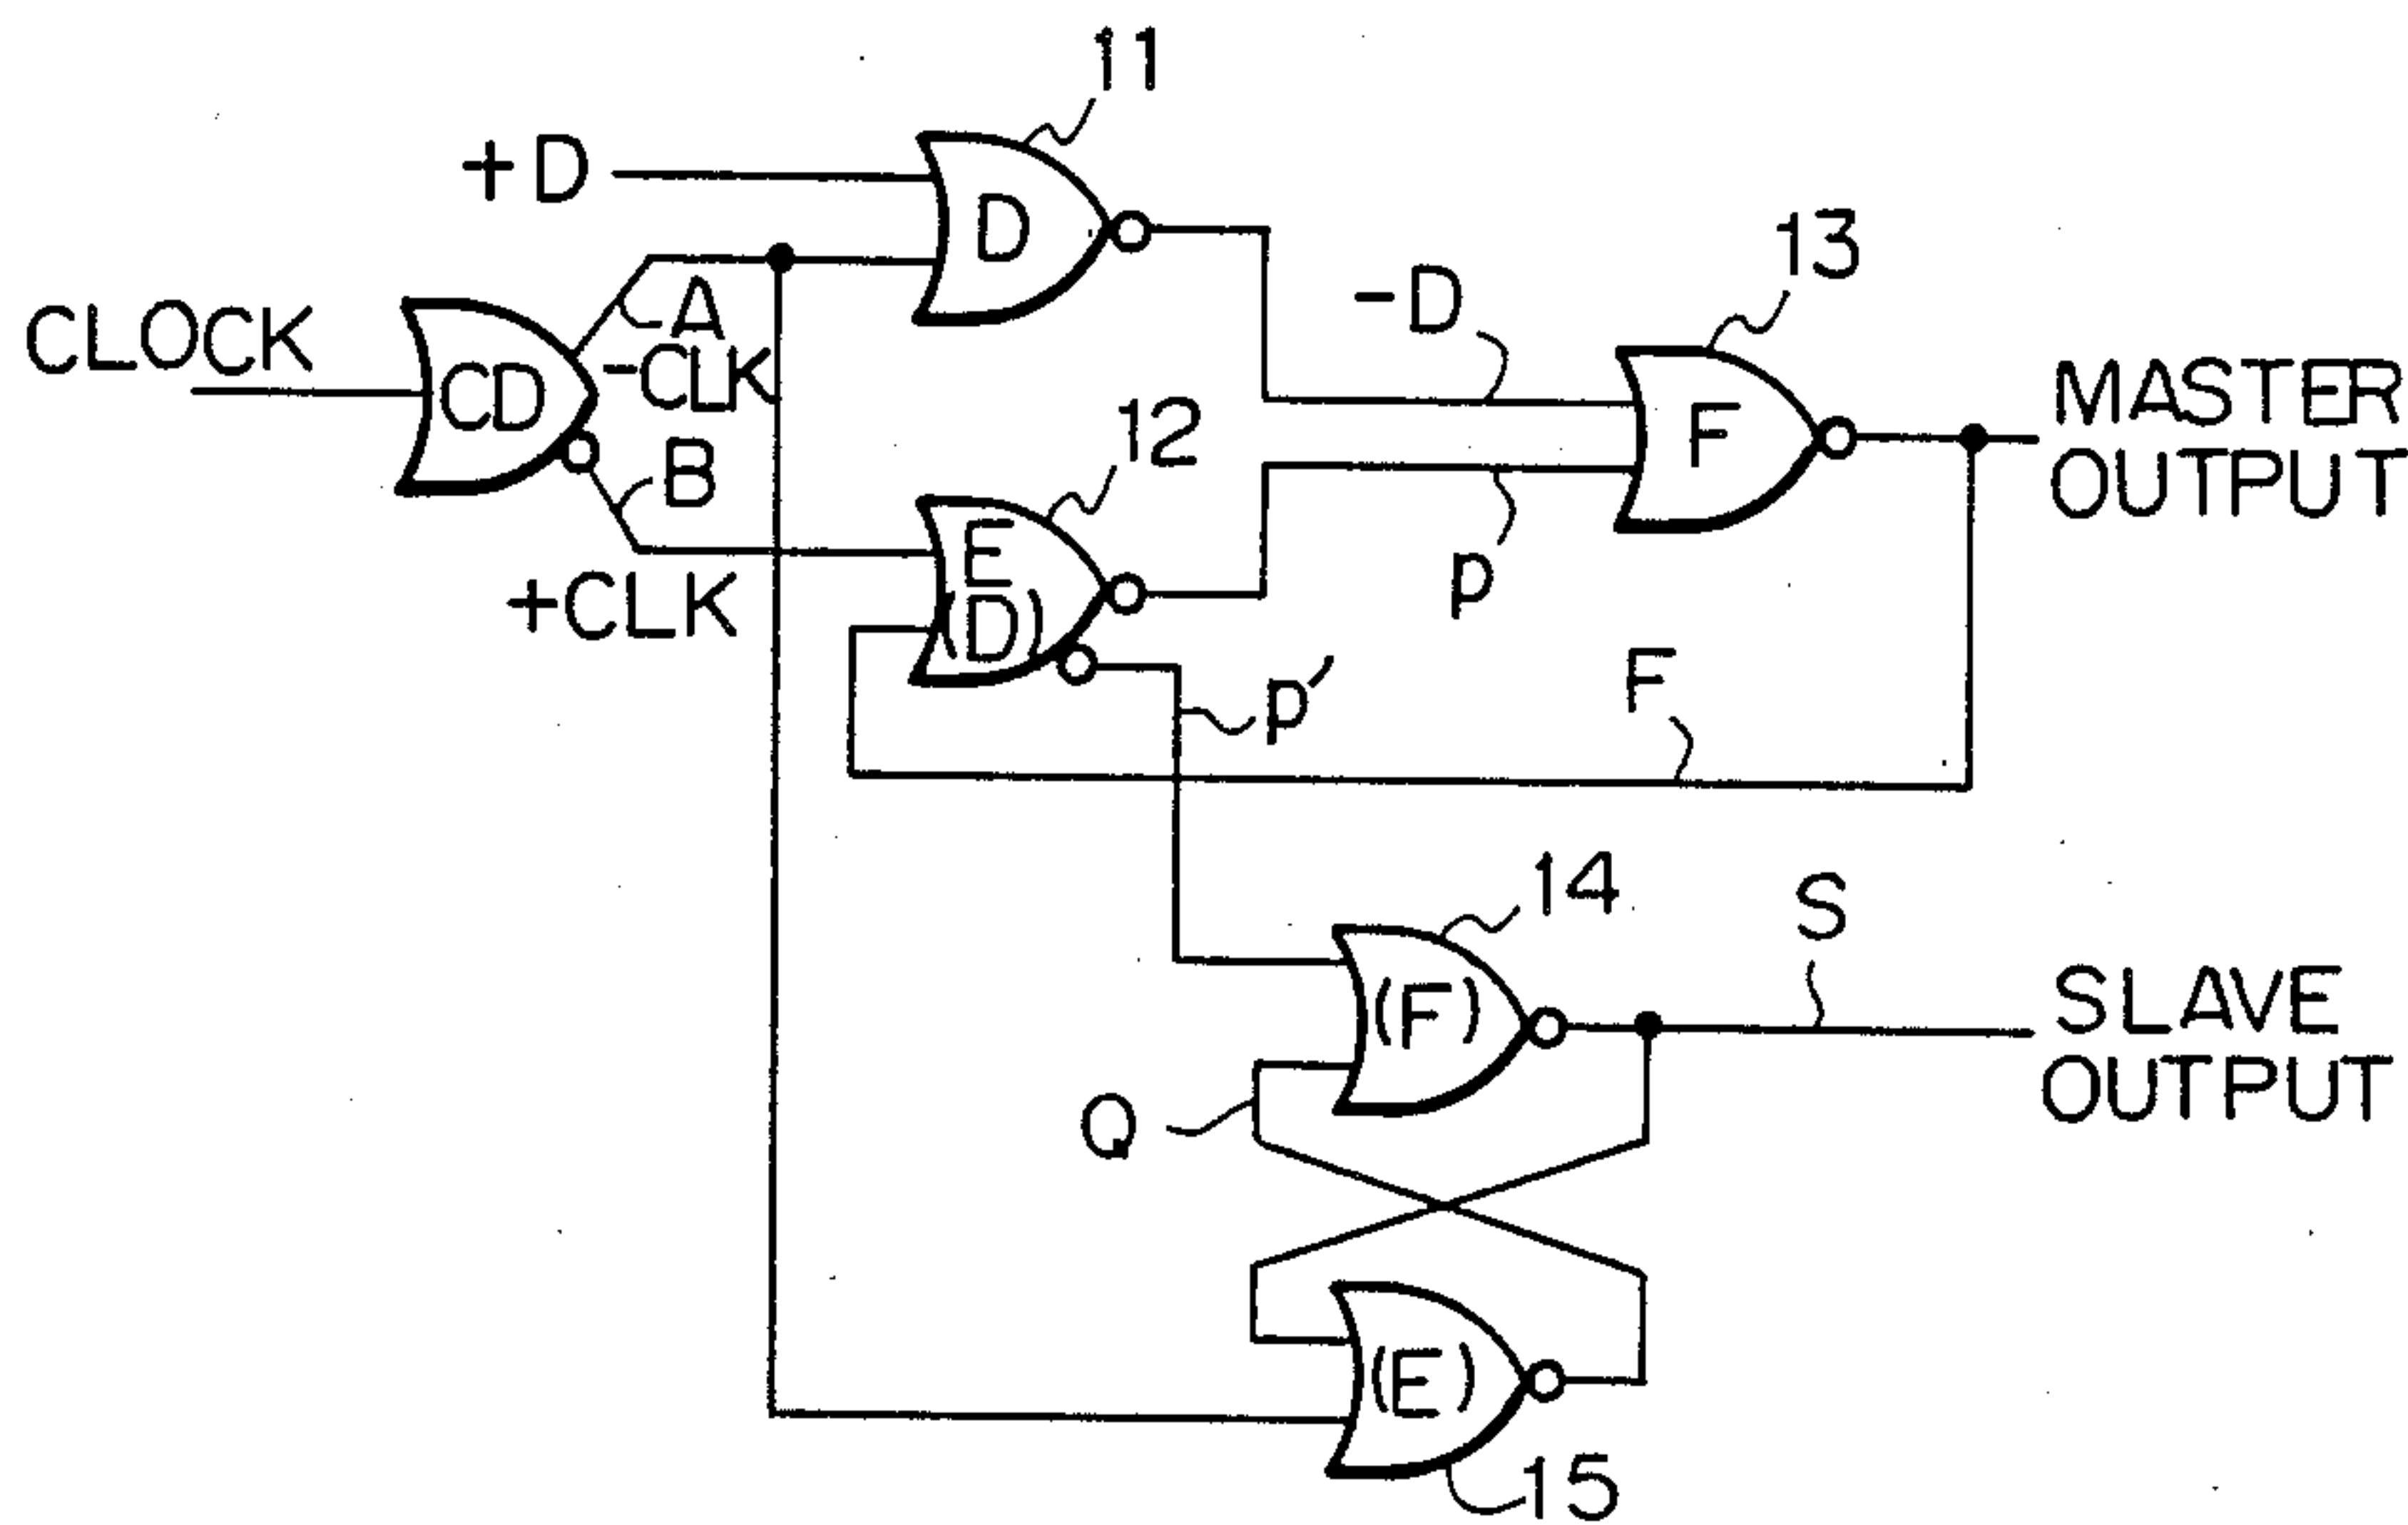 11
+D
D
13
-D
CLOCK
A
-CLK
CD
F
MASTER
OUTPUT
12
B
E
(D)
+CLK
p
F
p′
14
S
(F)
SLAVE
OUTPUT
Q
(E)
15